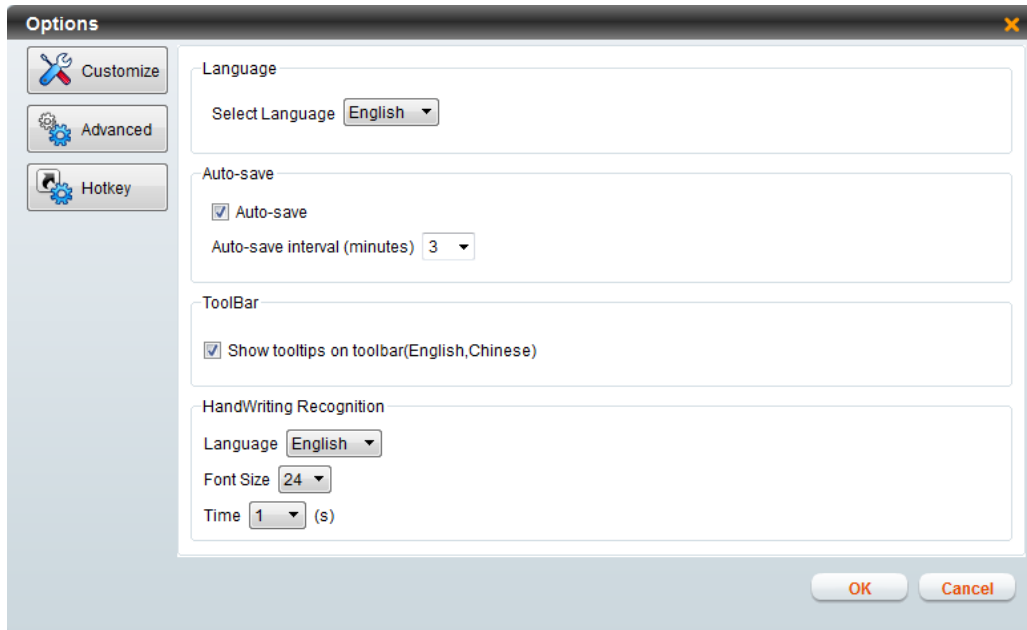 Options
Customize
Advanced
Hotkey
Language
Select Language English
Auto-save
Auto-save
Auto-save interval (minutes) 3
ToolBar
Show tooltips on toolbar(English,Chinese)
HandWriting Recognition
Language English
Font Size 24
Time 1 (s)
OK Cancel